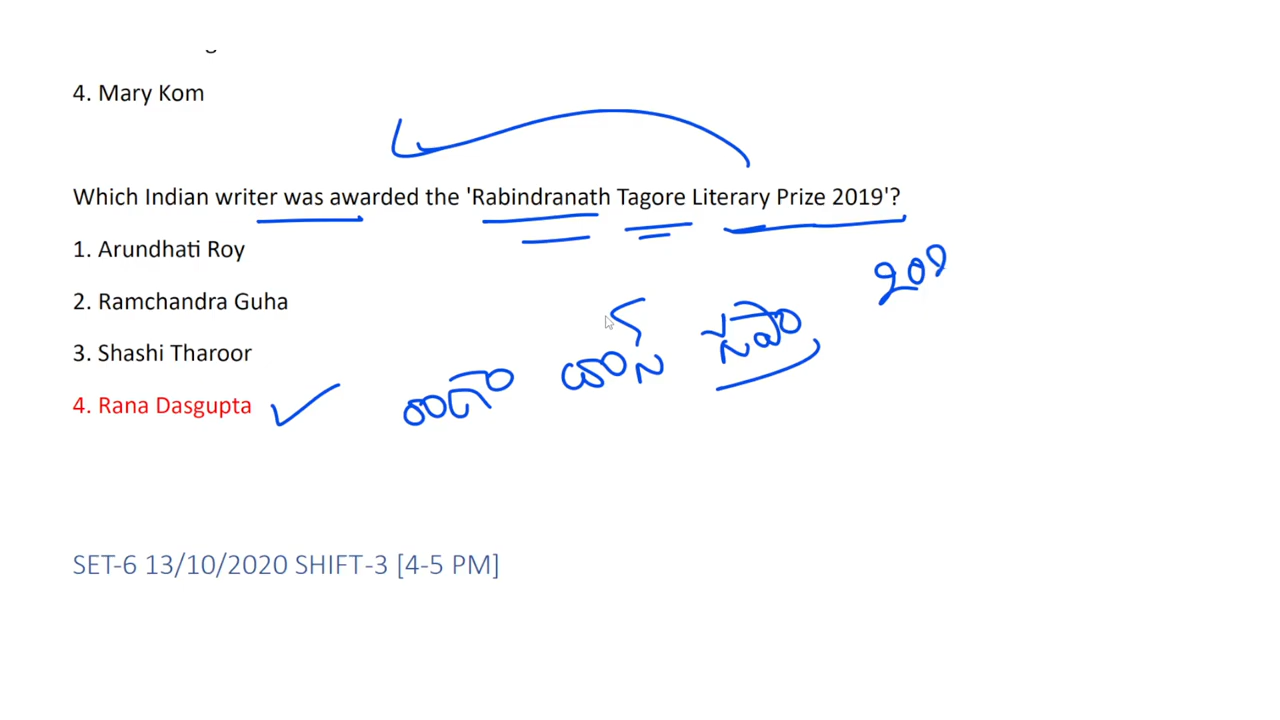 4. Mary Kom
Which Indian writer was awarded the 'Rabindranath Tagore Literary Prize 2019'?
1. Arundhati Roy
2. Ramchandra Guha
3. Shashi Tharoor
4. Rana Dasgupta
SET-6 13/10/2020 SHIFT-3 [4-5 PM]